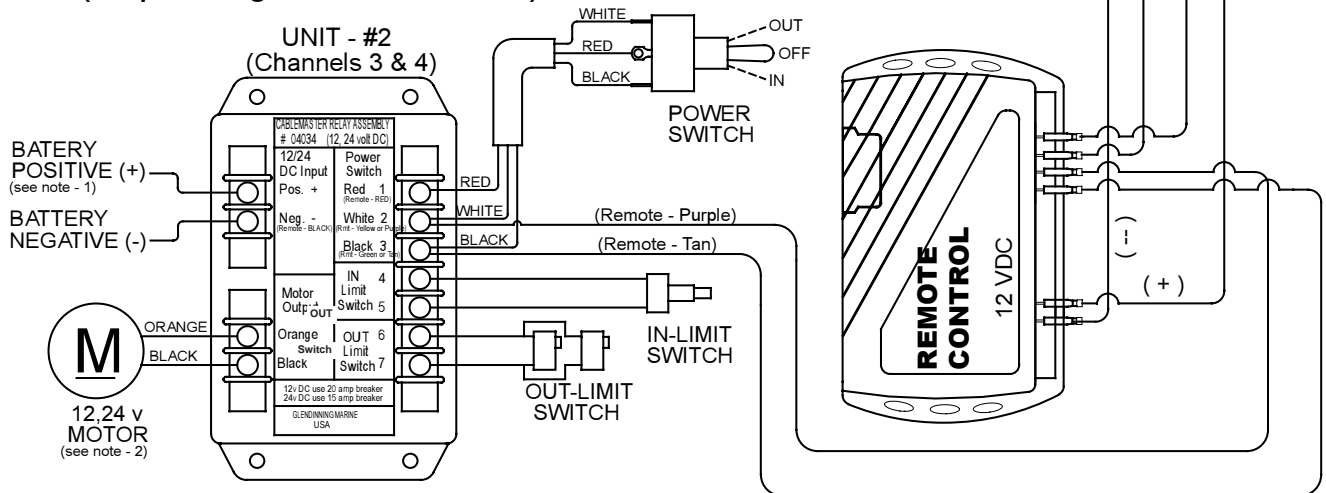 UNIT - #2
(Channels 3 & 4)
WHITE
RED
BLACK
OUT
OFF
IN
POWER
SWITCH
BATERY
POSITIVE (+)
(see note - 1)
BATTERY
NEGATIVE (-)
CABLEMASTER RELAY ASSEMBLY
# 04034 (12, 24 volt DC)
12/24
DC Input
Pos. +
Neg. -
(Remote - BLACK)
Power
Switch
Red 1
(Remote - RED)
White 2
(Rmt - Yellow or Purple)
Black 3
(Rmt - Green or Tan)
IN 4
Limit
Switch 5
Motor
Output
OUT
Orange
Switch
Black
OUT 6
Limit
Switch 7
12v DC use 20 amp breaker
24v DC use 15 amp breaker
GLENDINNING MARINE
USA
RED
WHITE
BLACK
(Remote - Purple)
(Remote - Tan)
IN-LIMIT
SWITCH
OUT-LIMIT
SWITCH
ORANGE
BLACK
M
12,24 v
MOTOR
(see note - 2)
REMOTE
CONTROL
12 VDC
(--)
(+)